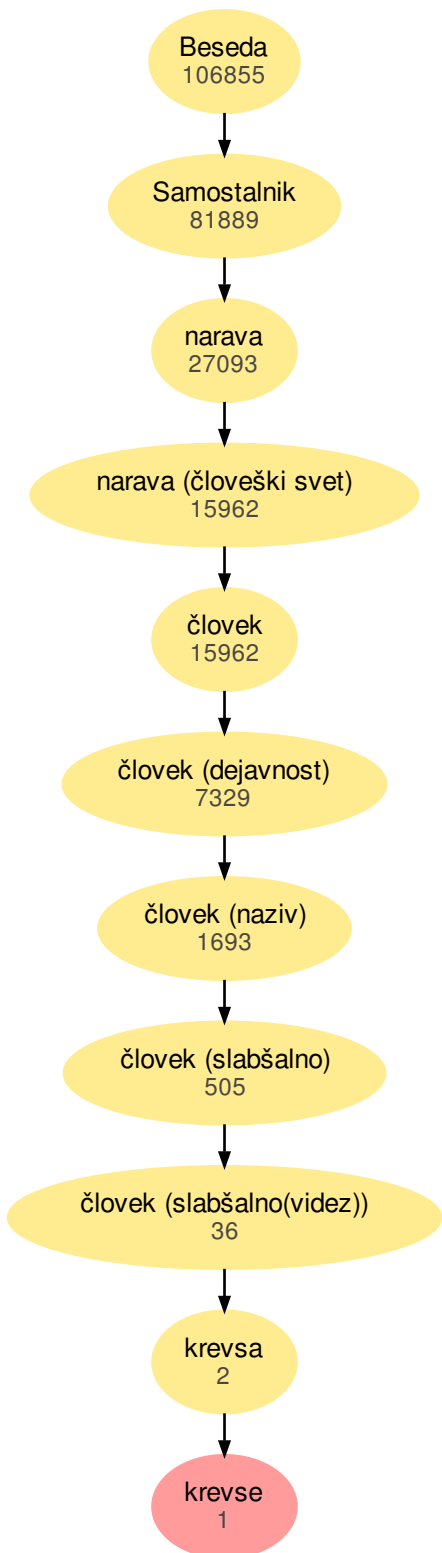 Beseda
106855
Samostalnik
81889
narava
27093
narava (človeški svet)
15962
človek
15962
človek (dejavnost)
7329
človek (naziv)
1693
človek (slabšalno)
505
človek (slabšalno(videz))
36
krevsa
2
krevse
1